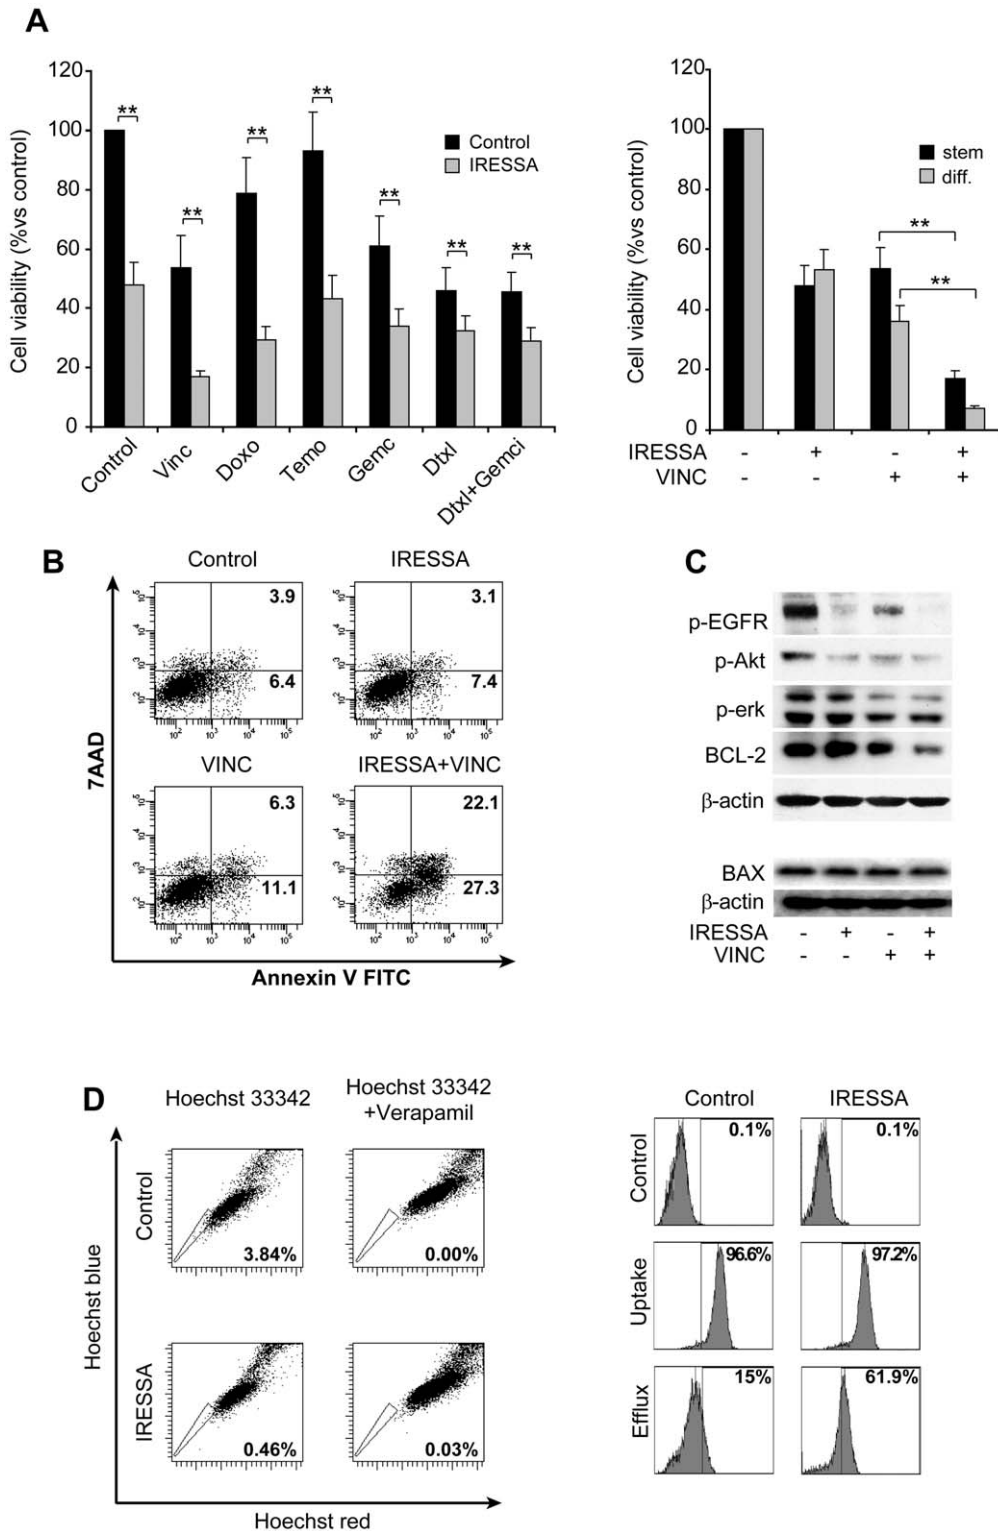 A
Cell viability (%vs control)
120
100
80
60
40
20
0
**
**
**
**
**
**
**
Control
IRESSA
Control
Vinc
Doxo
Temo
Gemc
Dtxl
Dtxl+Gemci
Cell viability (%vs control)
120
100
80
60
40
20
0
stem
diff.
**
**
IRESSA - + - +
VINC - - + +
B
Control IRESSA
3.9 3.1
6.4 7.4
VINC IRESSA+VINC
6.3 22.1
11.1 27.3
10² 10³ 10⁴ 10⁵
7AAD
Annexin V FITC
C
p-EGFR
p-Akt
p-erk
BCL-2
β-actin
BAX
β-actin
IRESSA - + - +
VINC - - + +
D
Hoechst 33342
Hoechst 33342
+Verapamil
Control
3.84% 0.00%
IRESSA
0.46% 0.03%
Hoechst blue
Hoechst red
Control IRESSA
Control
0.1% 0.1%
Uptake
96.6% 97.2%
Efflux
15% 61.9%